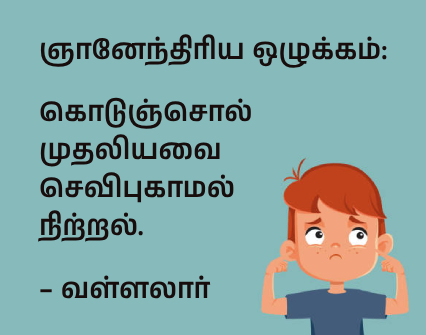 ஞானேந்திரிய ஒழுக்கம்:
கொடுஞ்சொல்
முதலியவை
செவிபுகாமல்
நிற்றல்.
– வள்ளலார்